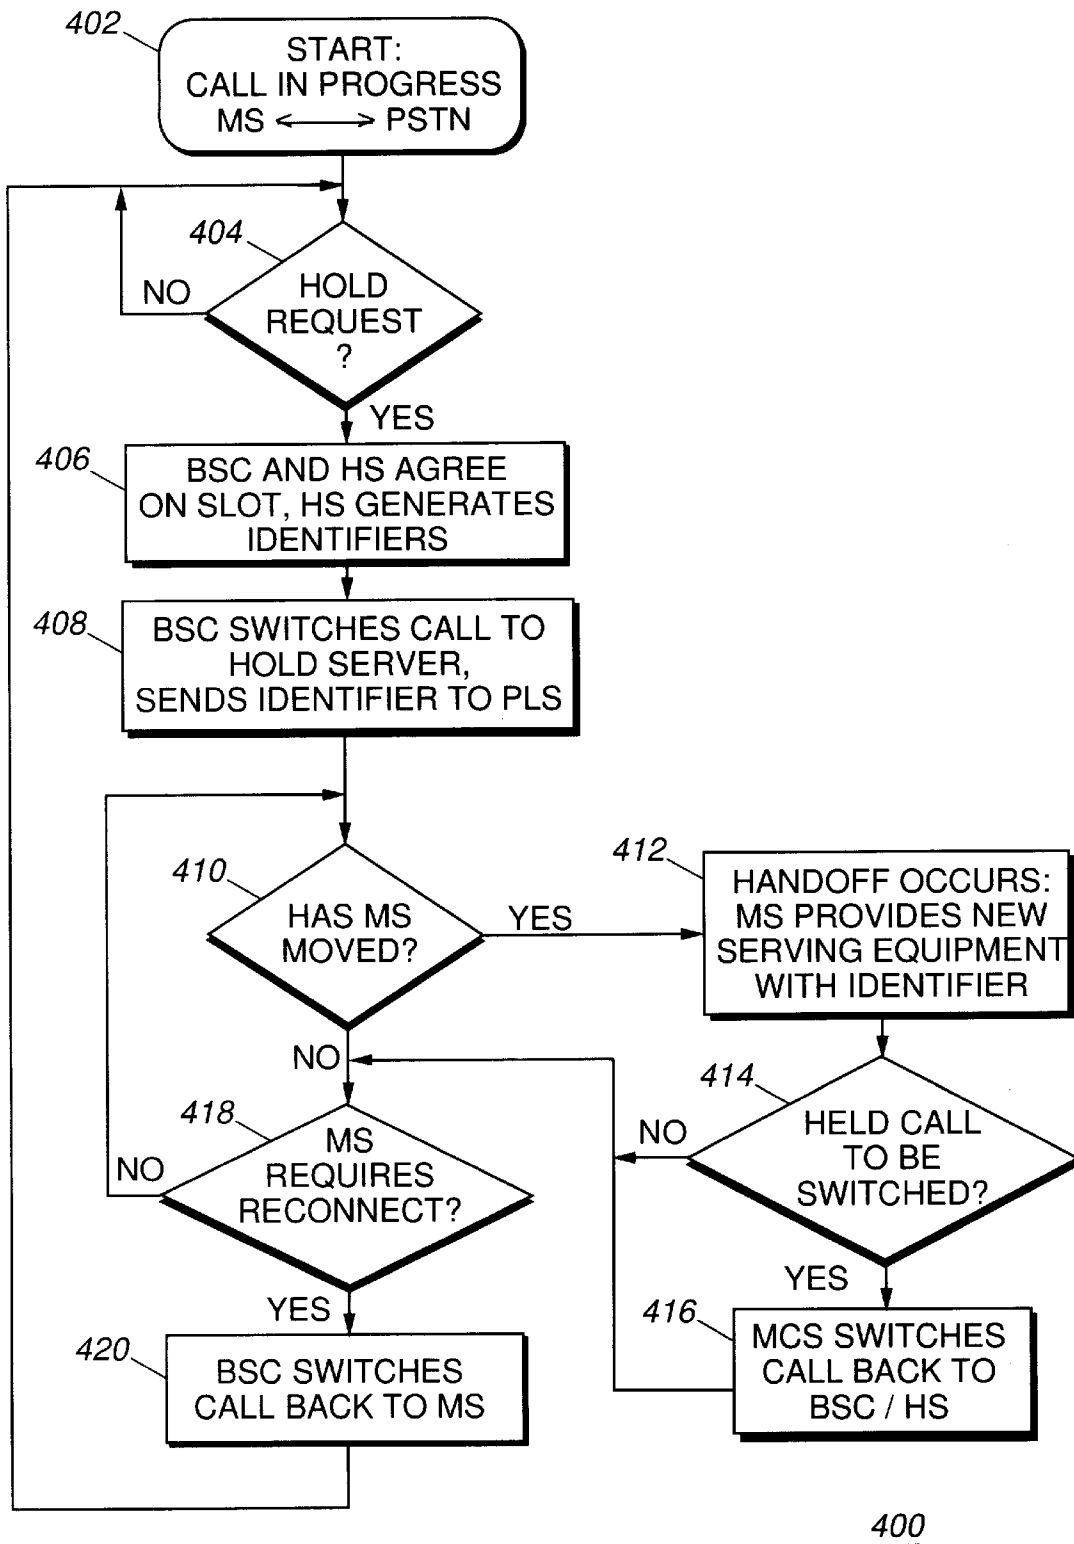 402
START:
CALL IN PROGRESS
MS <—> PSTN
404
HOLD
REQUEST
?
NO
YES
406
BSC AND HS AGREE
ON SLOT, HS GENERATES
IDENTIFIERS
408
BSC SWITCHES CALL TO
HOLD SERVER,
SENDS IDENTIFIER TO PLS
410
HAS MS
MOVED?
YES
NO
412
HANDOFF OCCURS:
MS PROVIDES NEW
SERVING EQUIPMENT
WITH IDENTIFIER
414
HELD CALL
TO BE
SWITCHED?
NO
YES
416
MCS SWITCHES
CALL BACK TO
BSC / HS
418
MS
REQUIRES
RECONNECT?
NO
YES
420
BSC SWITCHES
CALL BACK TO MS
400